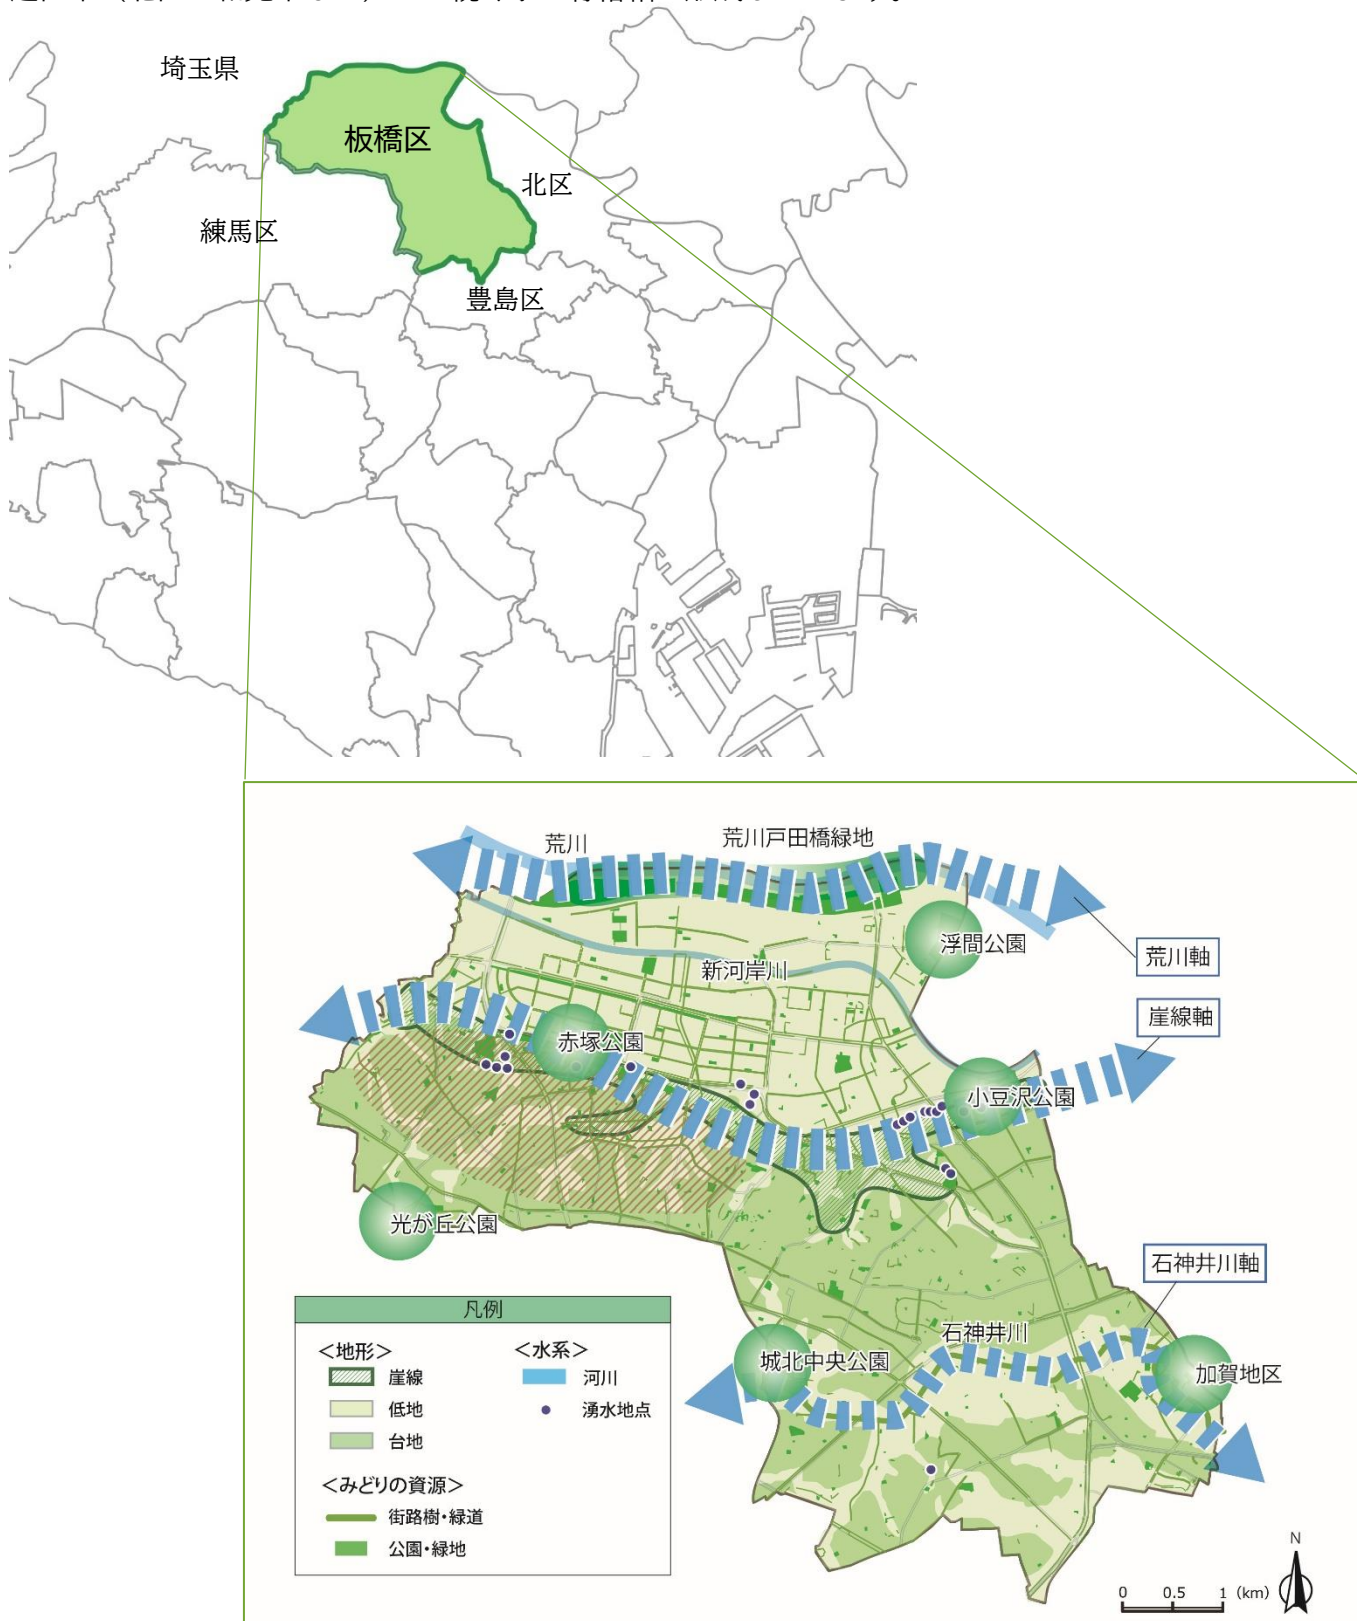 埼玉県
板橋区
北区
練馬区
豊島区
荒川
荒川戸田橋緑地
浮間公園
荒川軸
新河岸川
崖線軸
赤塚公園
小豆沢公園
光が丘公園
石神井川軸
石神井川
城北中央公園
加賀地区
凡例
<地形>
崖線
低地
台地
<水系>
河川
湧水地点
<みどりの資源>
街路樹・緑道
公園・緑地
N
0 0.5 1 (km)